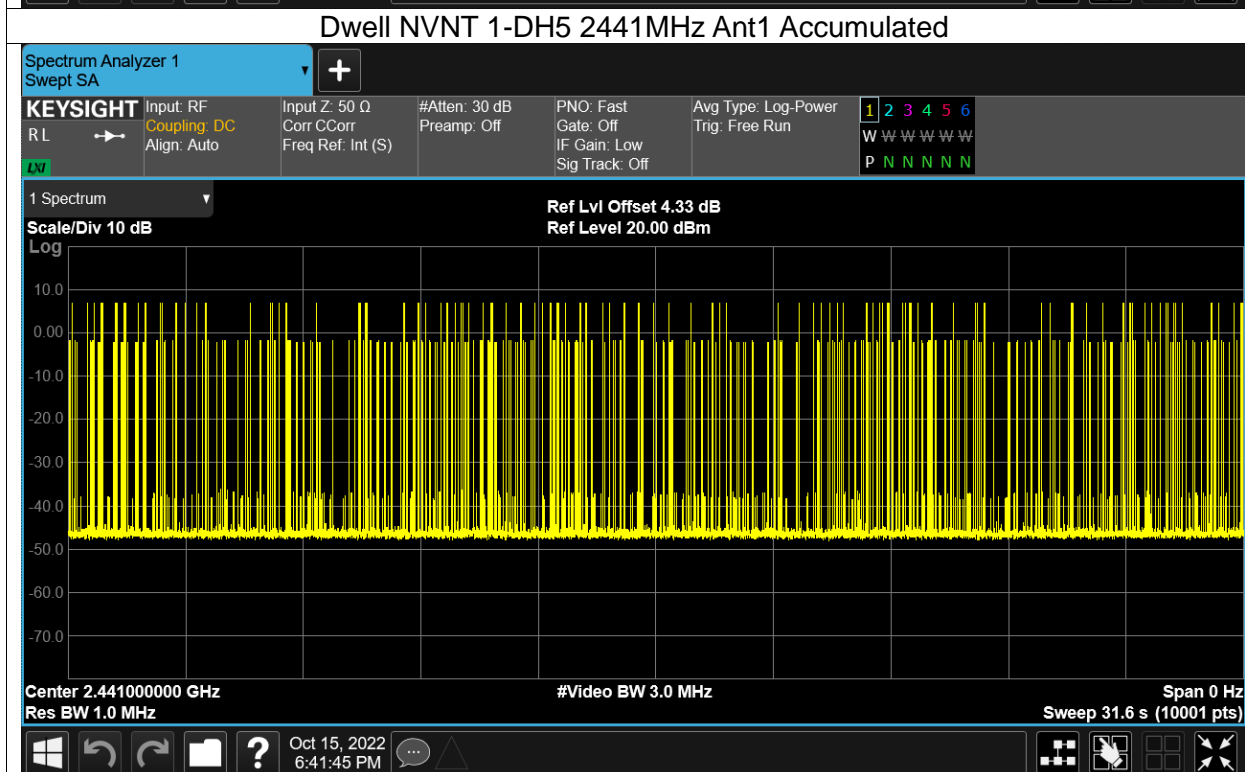 Dwell NVNT 1-DH5 2441MHz Ant1 Accumulated
Spectrum Analyzer 1
Swept SA
KEYSIGHT
R L
LXI
Input: RF
Coupling: DC
Align: Auto
Input Z: 50 Ω
Corr CCorr
Freq Ref: Int (S)
#Atten: 30 dB
Preamp: Off
PNO: Fast
Gate: Off
IF Gain: Low
Sig Track: Off
Avg Type: Log-Power
Trig: Free Run
1 2 3 4 5 6
W W W W W W
P N N N N N
1 Spectrum
Scale/Div 10 dB
Ref Lvl Offset 4.33 dB
Ref Level 20.00 dBm
Log
10.0
0.00
-10.0
-20.0
-30.0
-40.0
-50.0
-60.0
-70.0
Center 2.441000000 GHz
#Video BW 3.0 MHz
Span 0 Hz
Res BW 1.0 MHz
Sweep 31.6 s (10001 pts)
?
Oct 15, 2022
6:41:45 PM